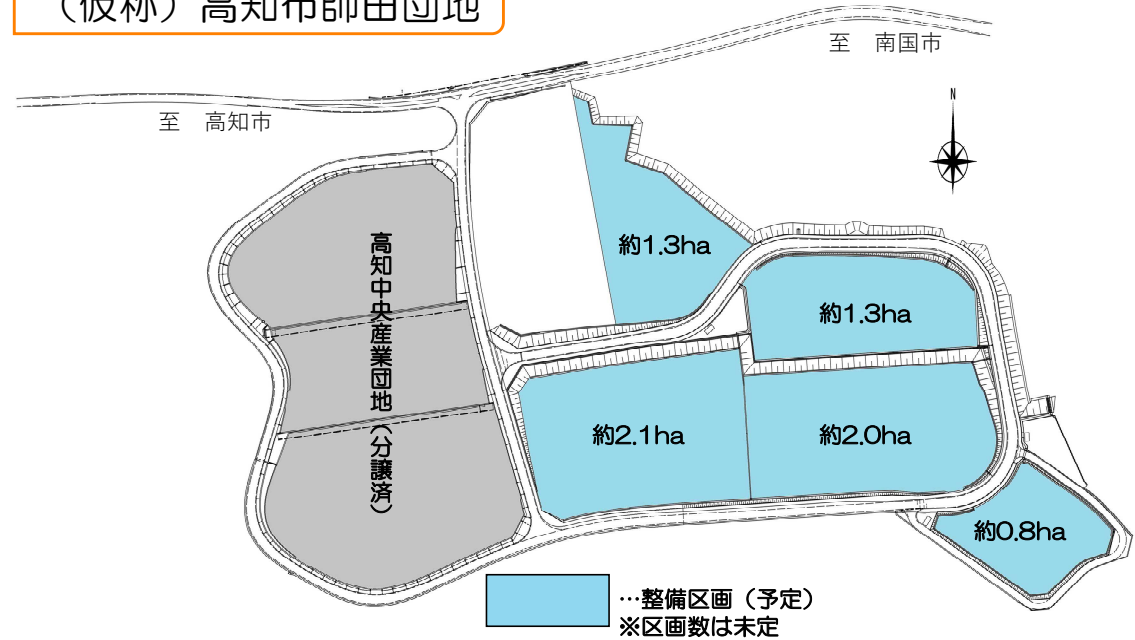 （仮称）高知市師田団地
至　南国市
至　高知市
N
約1.3ha
約1.3ha
高知中央産業団地（分譲済）
約2.1ha
約2.0ha
約0.8ha
…整備区画（予定）
※区画数は未定